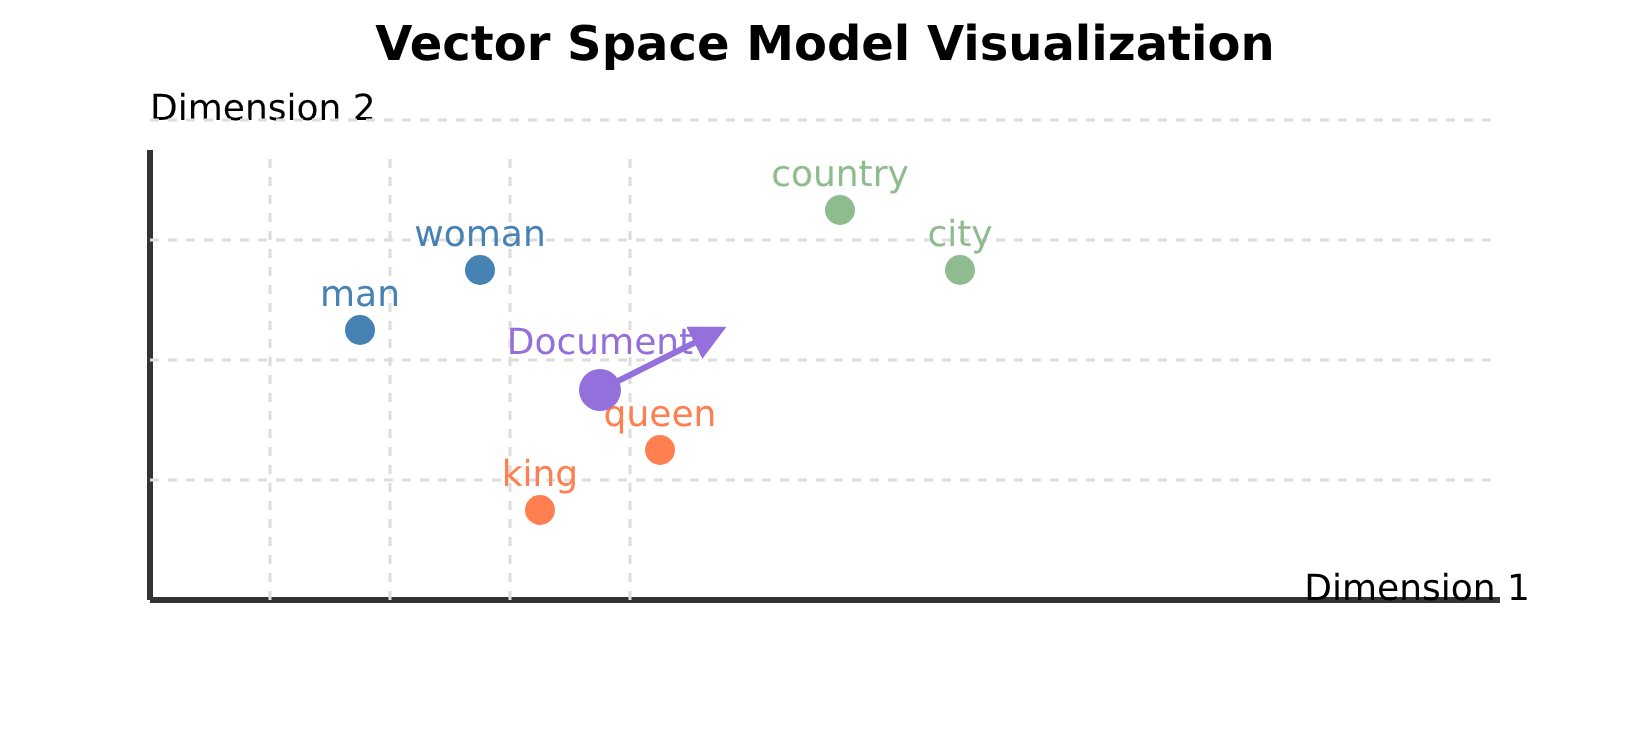 Vector Space Model Visualization
Dimension 2
country
woman
city
man
Document
queen
king
Dimension 1